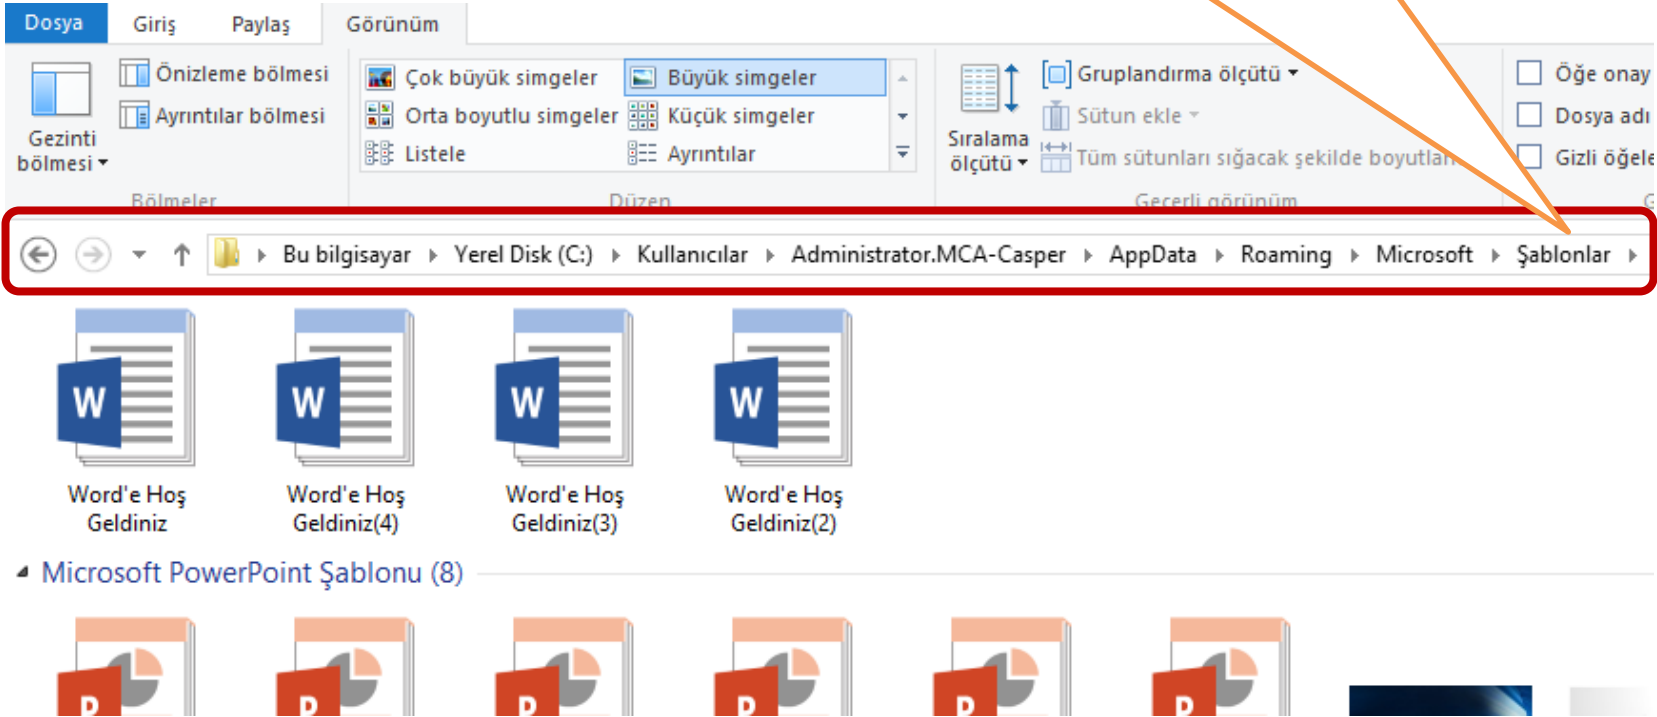 Dosya Giriş Paylaş Görünüm
Önizleme bölmesi
Ayrıntılar bölmesi
Gezinti
bölmesi
Bölmeler
Çok büyük simgeler Büyük simgeler
Orta boyutlu simgeler Küçük simgeler
Listele Ayrıntılar
Düzen
Sıralama
ölçütü
Gruplandırma ölçütü
Sütun ekle
Tüm sütunları sığacak şekilde
Geçerli görünüm
Öğe onay
Dosya adı
Gizli
Bu bilgisayar Yerel Disk (C:) Kullanıcılar Administrator.MCA-Casper AppData Roaming Microsoft Şablonlar
W W W W
Word'e Hoş
Geldiniz
Word'e Hoş
Geldiniz(4)
Word'e Hoş
Geldiniz(3)
Word'e Hoş
Geldiniz(2)
Microsoft PowerPoint Şablonu (8)
P P P P P P